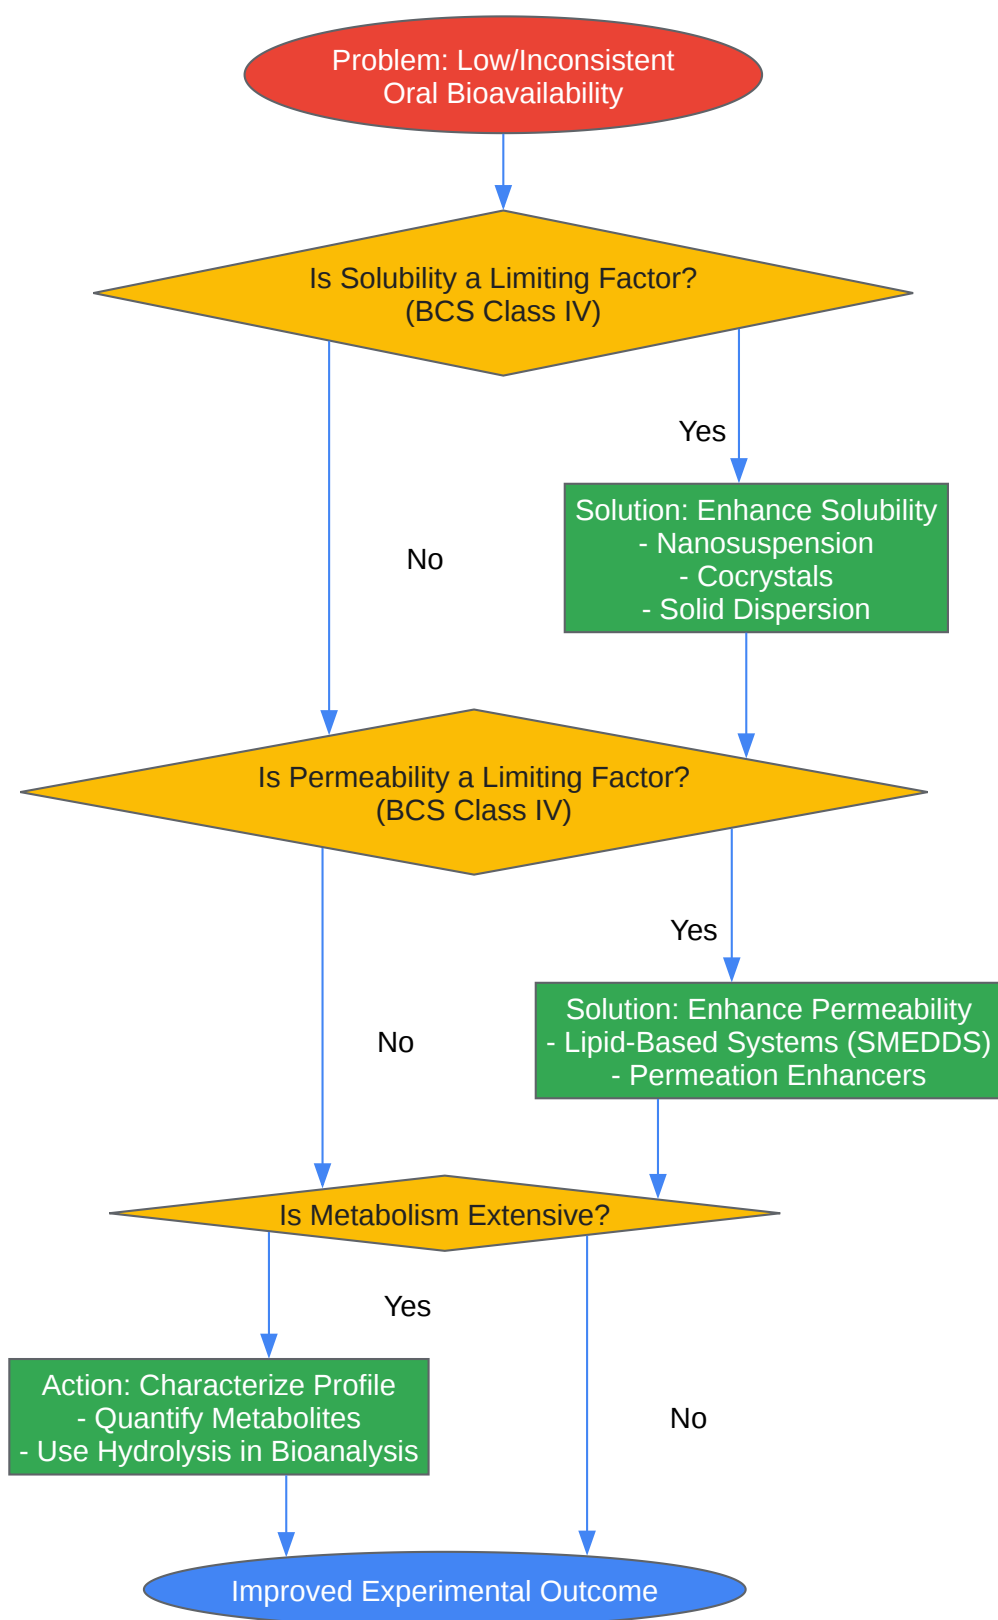 Problem: Low/Inconsistent
Oral Bioavailability
Is Solubility a Limiting Factor?
(BCS Class IV)
Yes
Solution: Enhance Solubility
- Nanosuspension
- Cocrystals
- Solid Dispersion
No
Is Permeability a Limiting Factor?
(BCS Class IV)
Yes
Solution: Enhance Permeability
- Lipid-Based Systems (SMEDDS)
- Permeation Enhancers
No
Is Metabolism Extensive?
Yes
Action: Characterize Profile
- Quantify Metabolites
- Use Hydrolysis in Bioanalysis
No
Improved Experimental Outcome